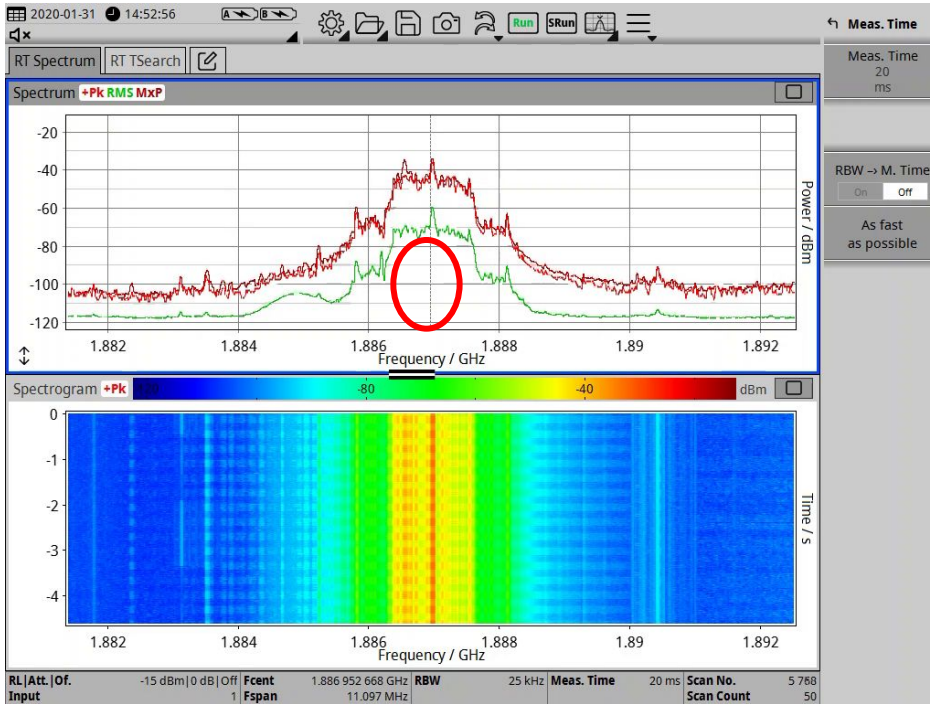 2020-01-31 14:52:56 A B Run SRun
Meas. Time
RT Spectrum RT TSearch
Meas. Time
20
ms
Spectrum +Pk RMS MxP
-20
-40
-60
-80
-100
-120
Power / dBm
1.882 1.884 1.886 1.888 1.89 1.892
Frequency / GHz
RBW -> M. Time
On Off
As fast
as possible
Spectrogram +Pk -80 -40 dBm
0
-1
-2
-3
-4
Time / s
1.882 1.884 1.886 1.888 1.89 1.892
Frequency / GHz
RL|Att.|Of. -15 dBm|0 dB|Off Fcent 1.886 952 668 GHz RBW 25 kHz Meas. Time 20 ms Scan No. 5 768
Input 1 Fspan 11.097 MHz Scan Count 50